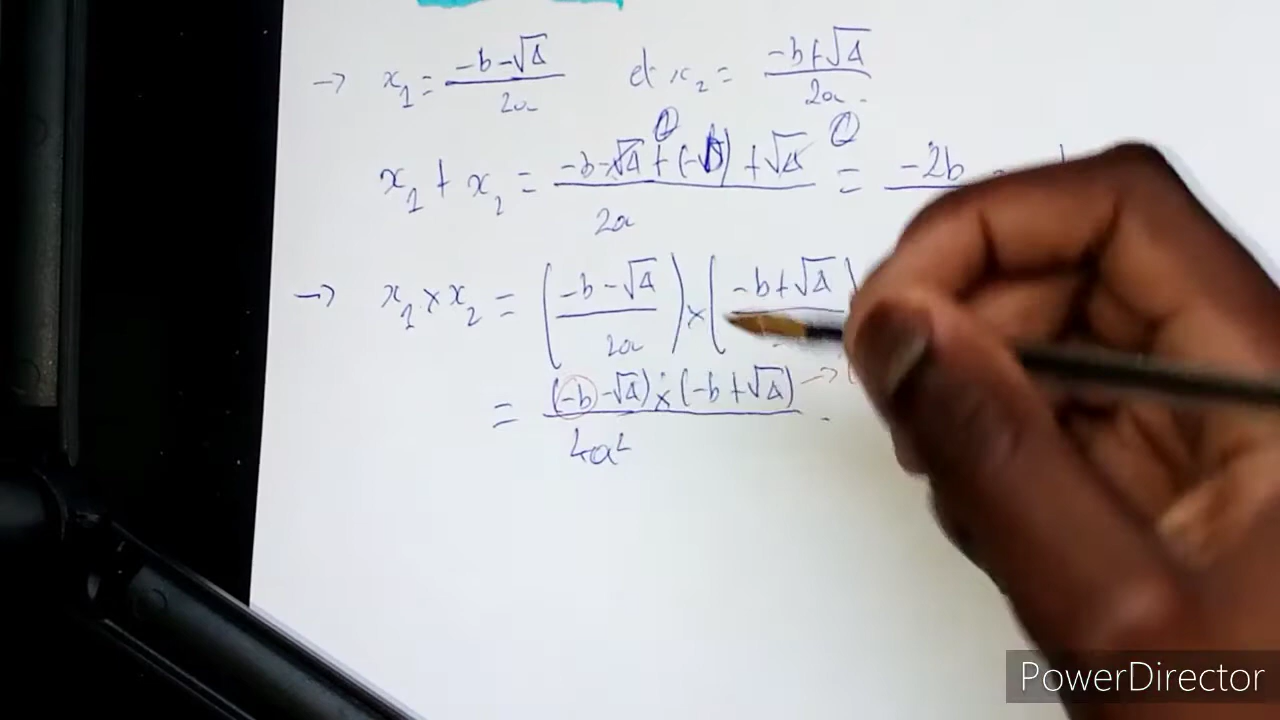 → x₁ = (-b-√Δ)/2a et x₂ = (-b+√Δ)/2a
x₁ + x₂ = (-b-√Δ + (-b) + √Δ)/2a = -2b
→ x₁ × x₂ = ((-b-√Δ)/2a) × (-b+√Δ
= ((-b)-√Δ) × (-b+√Δ)/4a² →
PowerDirector